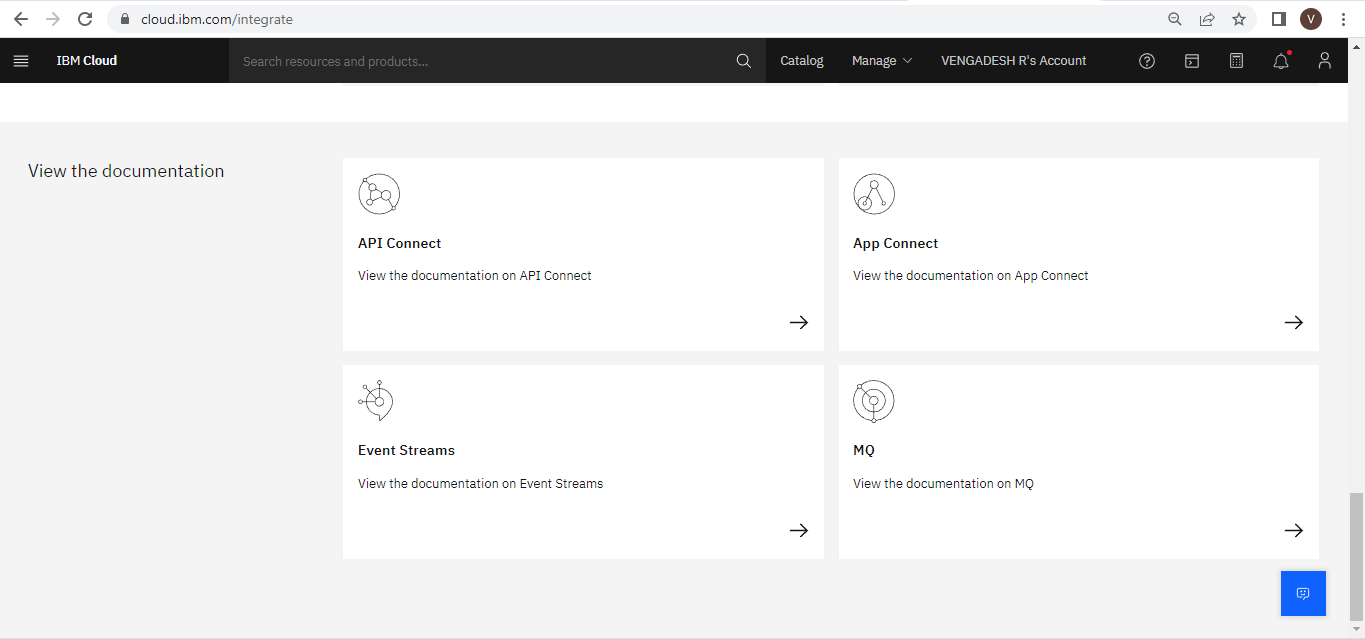 cloud.ibm.com/integrate
V
IBM Cloud
Search resources and products...
Catalog
Manage
VENGADESH R's Account
View the documentation
API Connect
View the documentation on API Connect
App Connect
View the documentation on App Connect
Event Streams
View the documentation on Event Streams
MQ
View the documentation on MQ